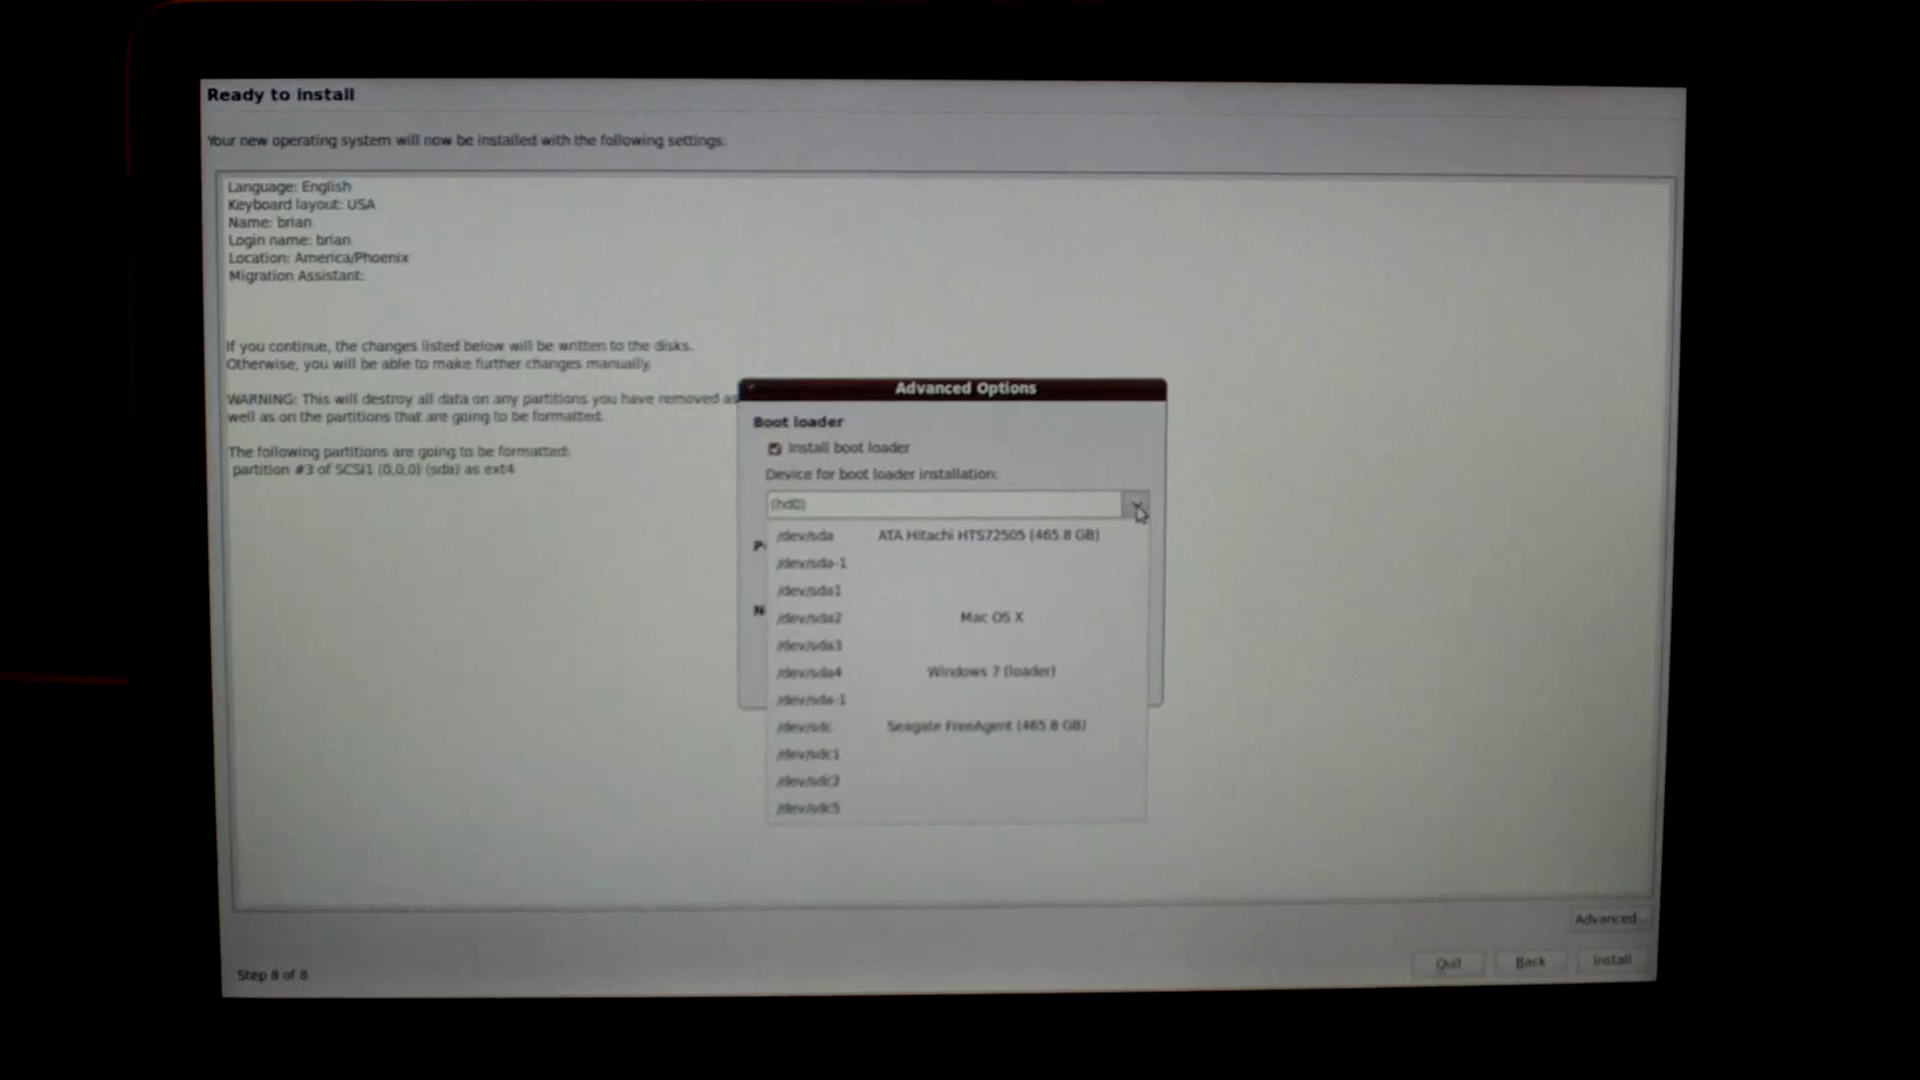 Ready to install
Your new operating system will now be installed with the following settings:
Language: English
Keyboard layout: USA
Name: brian
Login name: brian
Location: America/Phoenix
Migration Assistant:
If you continue, the changes listed below will be written to the disks.
Otherwise, you will be able to make further changes manually.
WARNING: This will destroy all data on any partitions you have removed as
well as on the partitions that are going to be formatted.
The following partitions are going to be formatted:
partition #3 of SCSI1 (0,0,0) (sda) as ext4
Advanced Options
Boot loader
Install boot loader
Device for boot loader installation:
(hd0)
/dev/sda ATA Hitachi HTS72505 (465.8 GB)
/dev/sda-1
/dev/sda1
/dev/sda2 Mac OS X
/dev/sda3
/dev/sda4 Windows 7 (loader)
/dev/sda-1
/dev/sdc Seagate FreeAgent (465.8 GB)
/dev/sdc1
/dev/sdc2
/dev/sdc5
Advanced...
Step 8 of 8
Quit
Back
Install